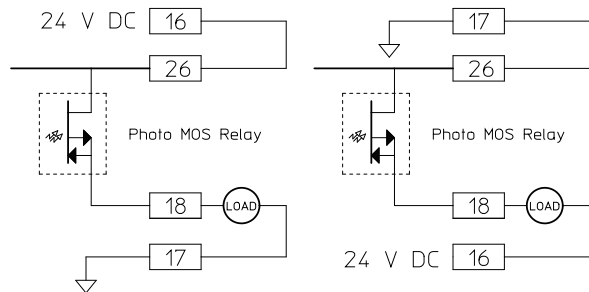 24 V DC 16
26
Photo MOS Relay
18 LOAD
17
17
26
Photo MOS Relay
18 LOAD
24 V DC 16